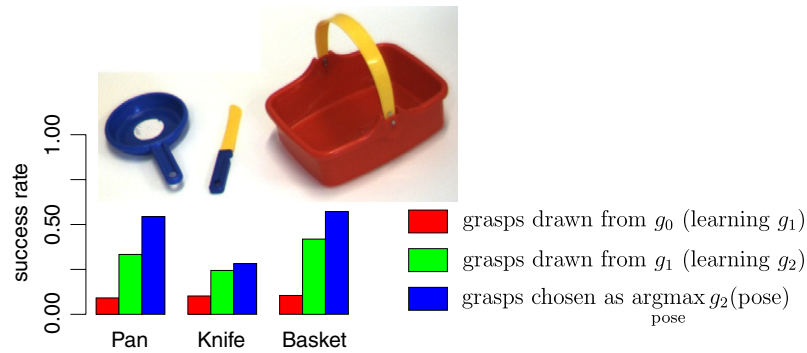 success rate
1.00
0.50
0.00
Pan Knife Basket
grasps drawn from g₀ (learning g₁)
grasps drawn from g₁ (learning g₂)
grasps chosen as argmax g₂(pose)
pose